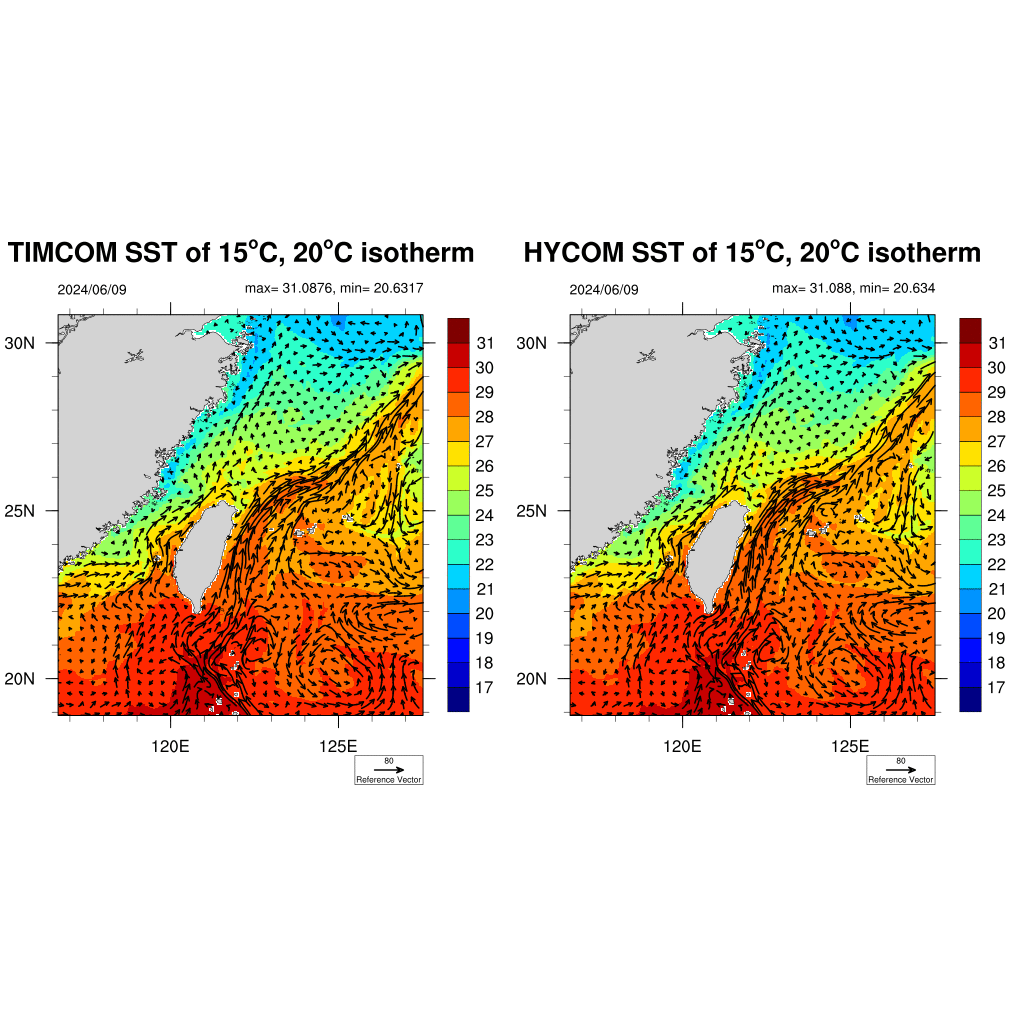 TIMCOM SST of 15°C, 20°C isotherm
2024/06/09
max= 31.0876, min= 20.6317
30N
25N
20N
120E
125E
31
30
29
28
27
26
25
24
23
22
21
20
19
18
17
80
Reference Vector
HYCOM SST of 15°C, 20°C isotherm
2024/06/09
max= 31.088, min= 20.634
30N
25N
20N
120E
125E
31
30
29
28
27
26
25
24
23
22
21
20
19
18
17
80
Reference Vector